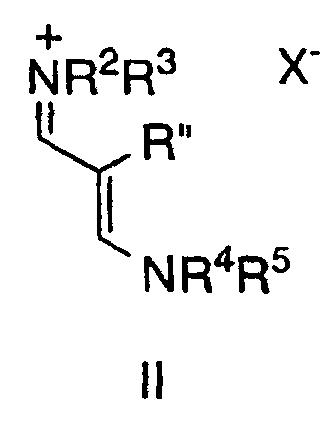 +
NR²R³ X⁻
R"
NR⁴R⁵
II